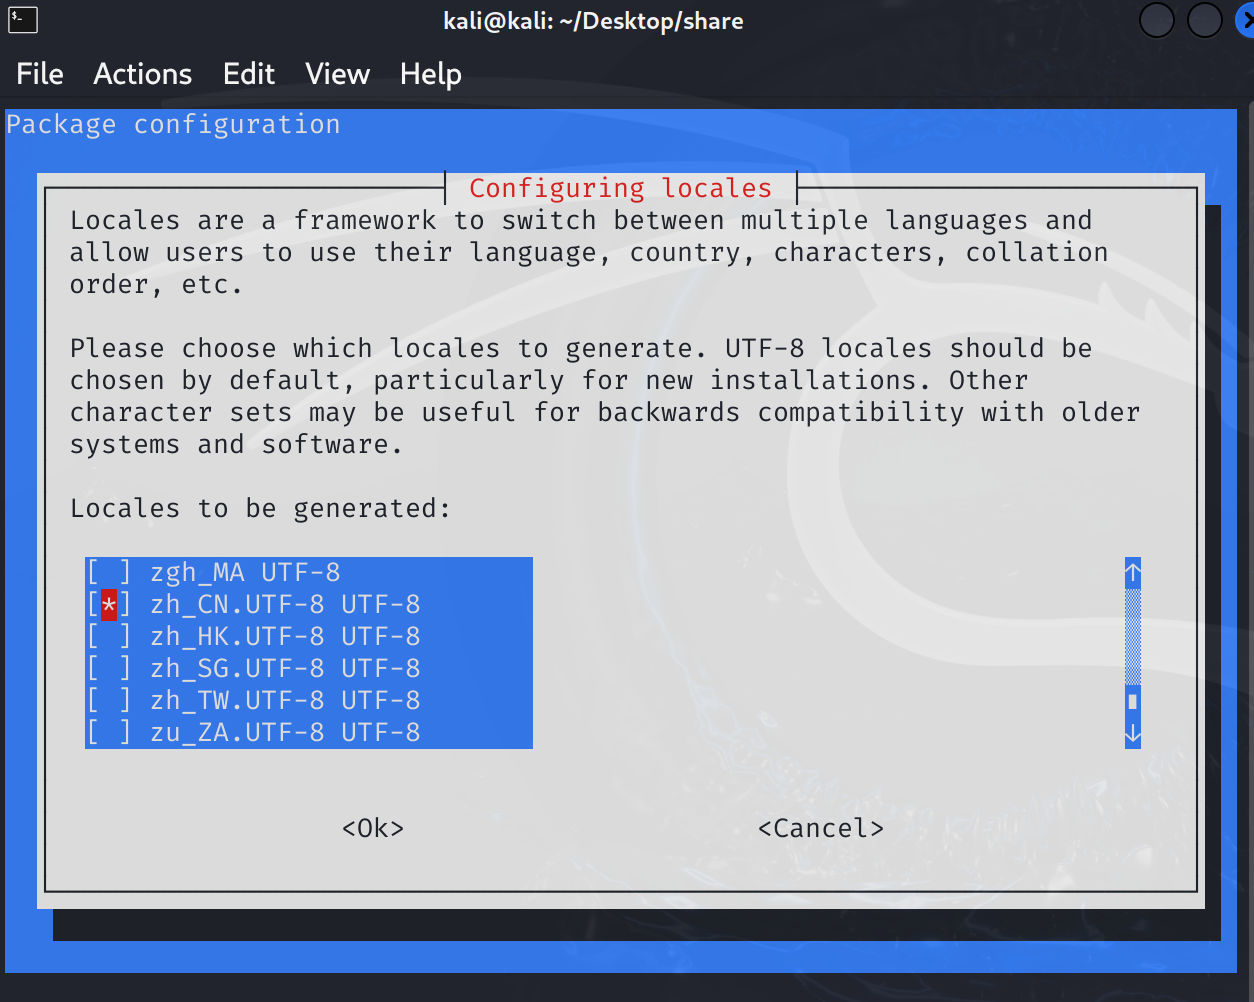 $-
kali@kali: ~/Desktop/share
File Actions Edit View Help
Package configuration
Configuring locales
Locales are a framework to switch between multiple languages and
allow users to use their language, country, characters, collation
order, etc.
Please choose which locales to generate. UTF-8 locales should be
chosen by default, particularly for new installations. Other
character sets may be useful for backwards compatibility with older
systems and software.
Locales to be generated:
[ ] zgh_MA UTF-8
[*] zh_CN.UTF-8 UTF-8
[ ] zh_HK.UTF-8 UTF-8
[ ] zh_SG.UTF-8 UTF-8
[ ] zh_TW.UTF-8 UTF-8
[ ] zu_ZA.UTF-8 UTF-8
<Ok> <Cancel>